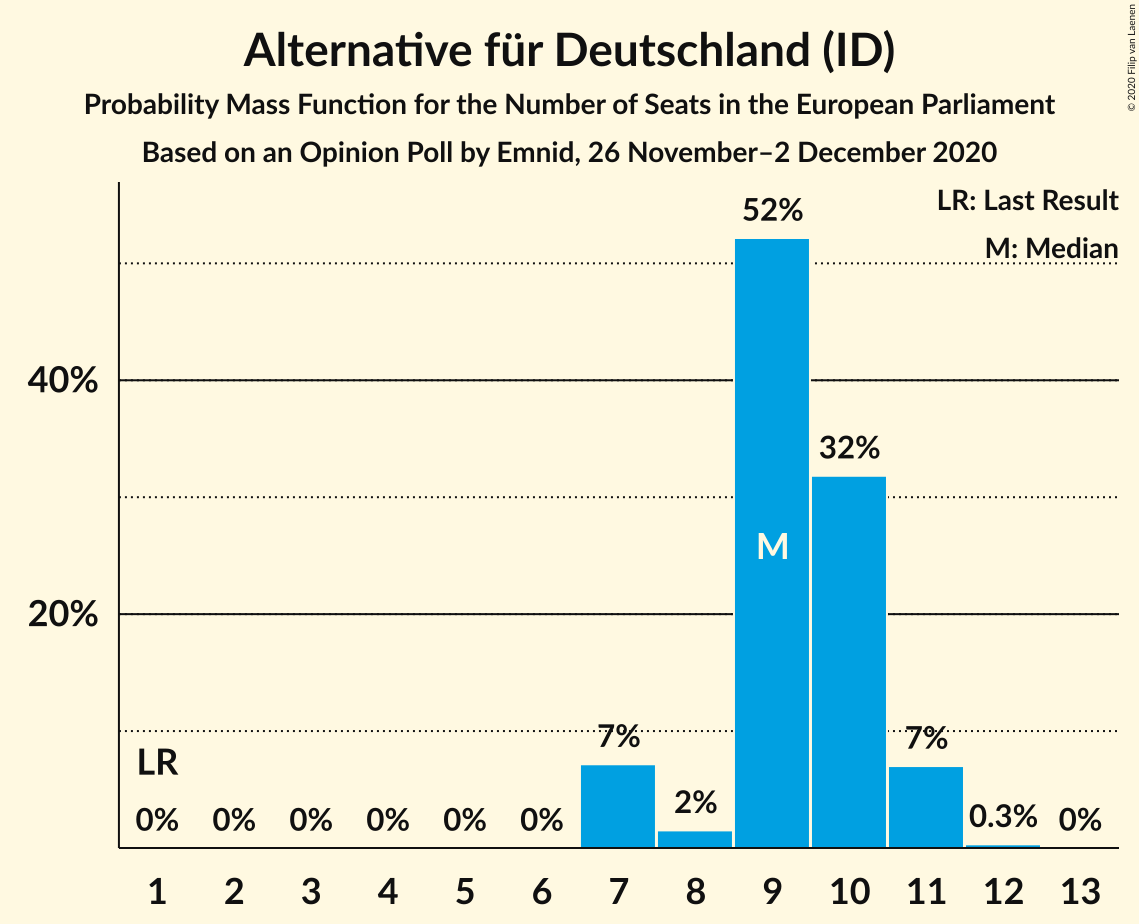 Alternative für Deutschland (ID)
Probability Mass Function for the Number of Seats in the European Parliament
Based on an Opinion Poll by Emnid, 26 November–2 December 2020
© 2020 Filip van Laenen
LR: Last Result
M: Median
52%
40%
32%
M
20%
7%
7%
LR
2%
0% 0% 0% 0% 0% 0% 0.3% 0%
1 2 3 4 5 6 7 8 9 10 11 12 13